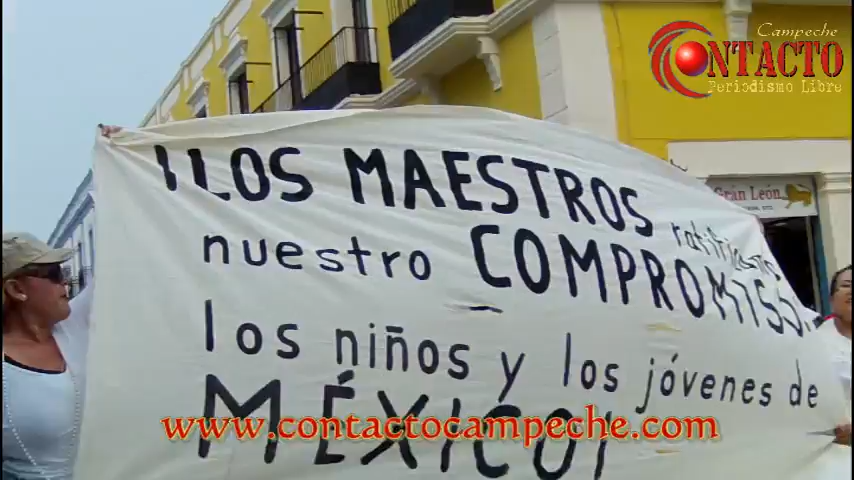 Campeche
CONTACTO
Periodismo Libre
Gran León
¡LOS MAESTROS ratificamos
nuestro COMPROMISO.
los niños y los jóvenes de
MÉXICO!
www.contactocampeche.com